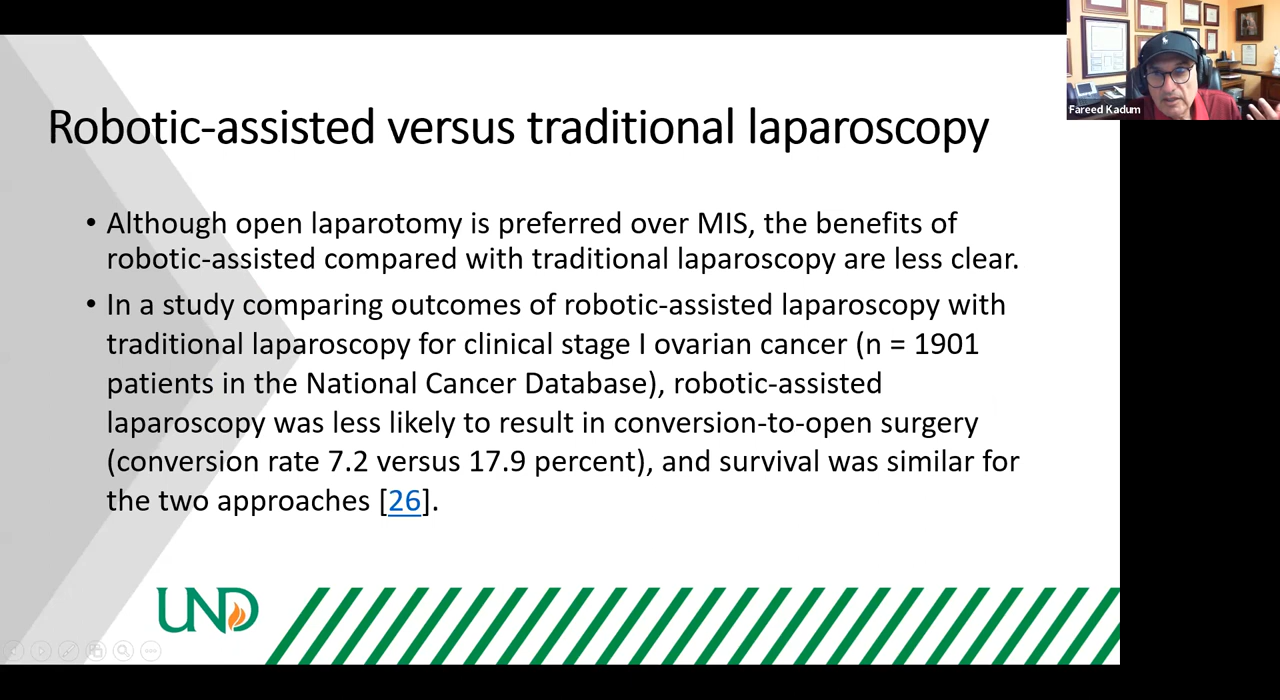 Fareed Kadum
Robotic-assisted versus traditional laparoscopy
• Although open laparotomy is preferred over MIS, the benefits of
robotic-assisted compared with traditional laparoscopy are less clear.
• In a study comparing outcomes of robotic-assisted laparoscopy with
traditional laparoscopy for clinical stage I ovarian cancer (n = 1901
patients in the National Cancer Database), robotic-assisted
laparoscopy was less likely to result in conversion-to-open surgery
(conversion rate 7.2 versus 17.9 percent), and survival was similar for
the two approaches [26].
UND